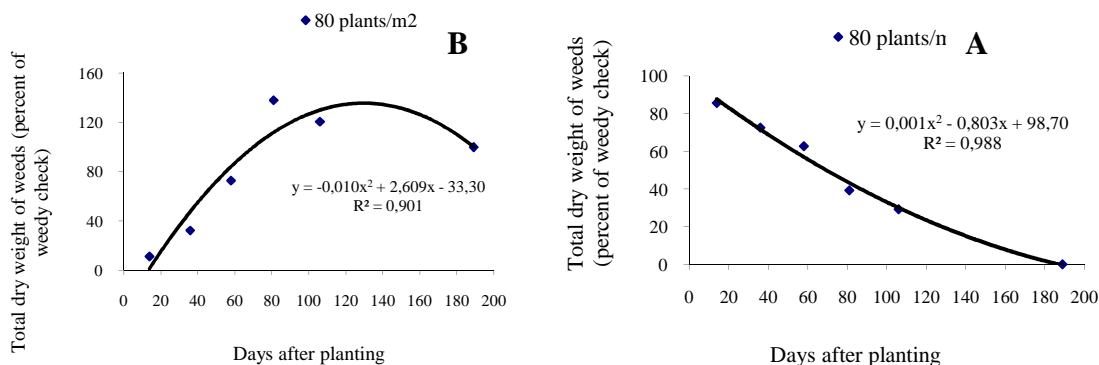 80 plants/m2
B
Total dry weight of weeds (percent of
weedy check)
160
120
80
40
0
y = -0,010x² + 2,609x - 33,30
R² = 0,901
0 20 40 60 80 100 120 140 160 180 200
Days after planting
80 plants/n
A
Total dry weight of weeds
(percent of weedy check)
100
80
60
40
20
0
y = 0,001x² - 0,803x + 98,70
R² = 0,988
0 20 40 60 80 100 120 140 160 180 200
Days after planting